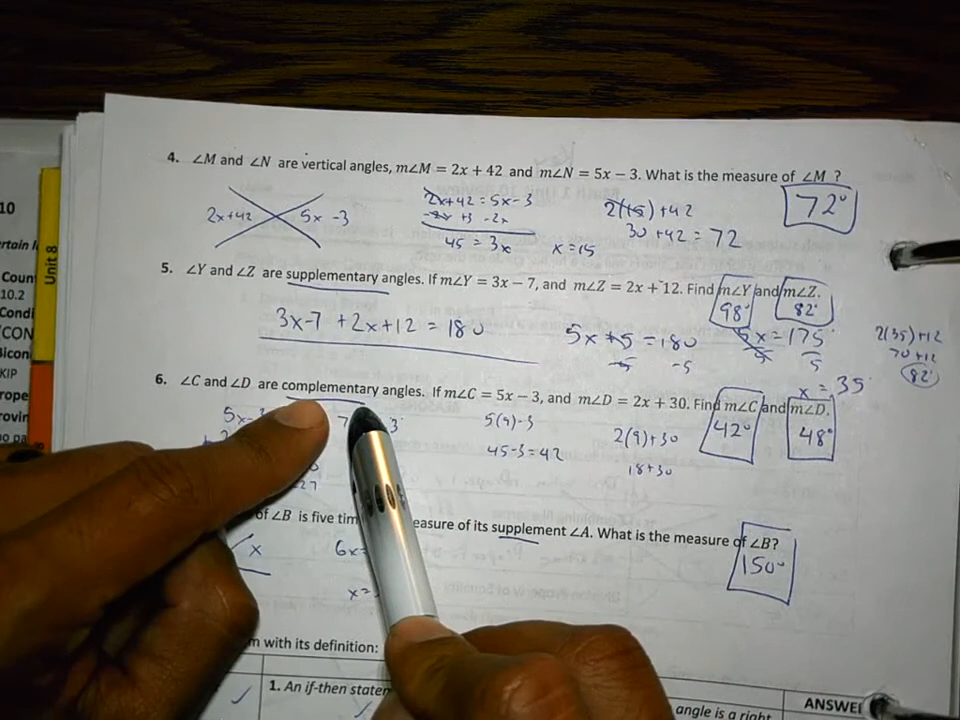 4. ∠M and ∠N are vertical angles, m∠M = 2x + 42 and m∠N = 5x − 3. What is the measure of ∠M ?
72°
2x+42 5x -3
2x+42 = 5x-3
-2x +3 -2x
45 = 3x
x=15
2(15) +42
30 +42 = 72
5. ∠Y and ∠Z are supplementary angles. If m∠Y = 3x − 7, and m∠Z = 2x + 12. Find m∠Y and m∠Z.
98° 82°
3x-7 +2x+12 = 180
5x +5 =180
-5 -5
5x =175
5 5
x = 35
2(35)+12
70 +12
82
6. ∠C and ∠D are complementary angles. If m∠C = 5x − 3, and m∠D = 2x + 30. Find m∠C and m∠D.
42° 48°
5(9)-3
45-3=42
2(9)+30
18+30
of ∠B is five
easure of its supplement ∠A. What is the measure of ∠B?
150°
x
6x=
x=
with its definition:
1. An if-then
angle is a right
10
Unit 8
10.2